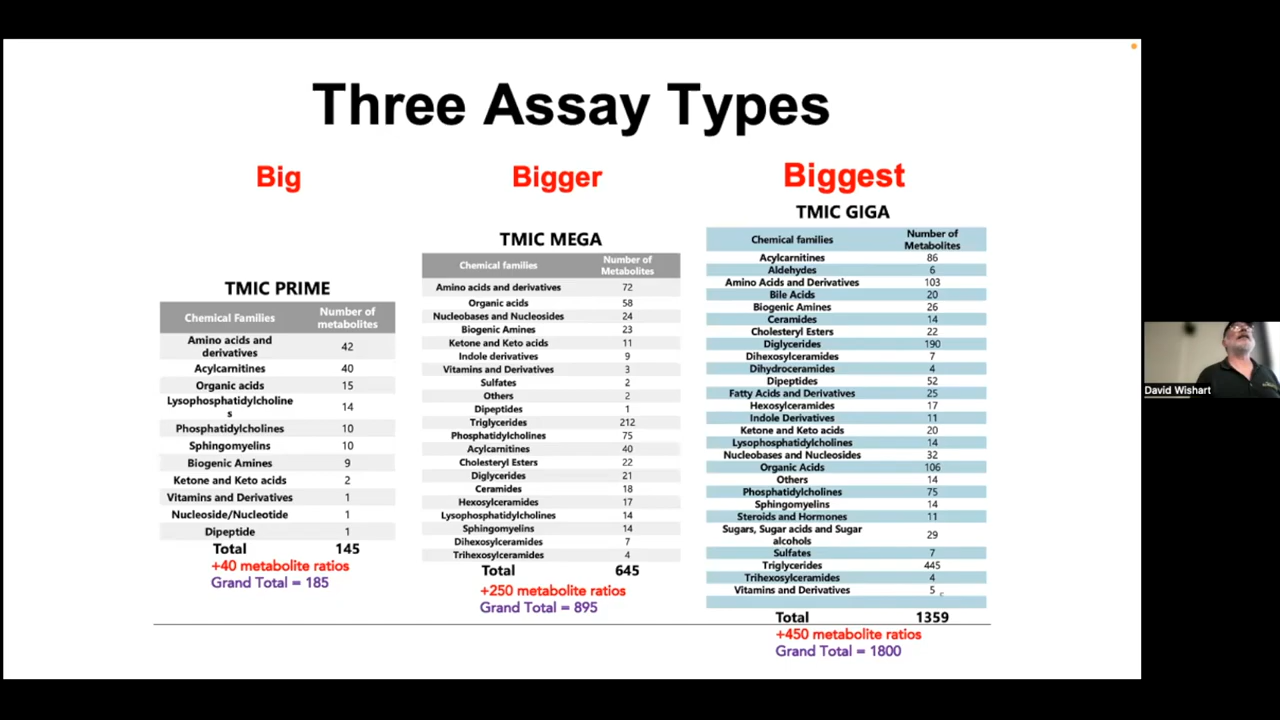 Three Assay Types
Big
TMIC PRIME
Chemical Families Number of metabolites
Amino acids and derivatives 42
Acylcarnitines 40
Organic acids 15
Lysophosphatidylcholines 14
Phosphatidylcholines 10
Sphingomyelins 10
Biogenic Amines 9
Ketone and Keto acids 2
Vitamins and Derivatives 1
Nucleoside/Nucleotide 1
Dipeptide 1
Total 145
+40 metabolite ratios
Grand Total = 185
Bigger
TMIC MEGA
Chemical families Number of Metabolites
Amino acids and derivatives 72
Organic acids 58
Nucleobases and Nucleosides 24
Biogenic Amines 23
Ketone and Keto acids 11
Indole derivatives 9
Vitamins and Derivatives 3
Sulfates 2
Others 2
Dipeptides 1
Triglycerides 212
Phosphatidylcholines 75
Acylcarnitines 40
Cholesteryl Esters 22
Diglycerides 21
Ceramides 18
Hexosylceramides 17
Lysophosphatidylcholines 14
Sphingomyelins 14
Dihexosylceramides 7
Trihexosylceramides 4
Total 645
+250 metabolite ratios
Grand Total = 895
Biggest
TMIC GIGA
Chemical families Number of Metabolites
Acylcarnitines 86
Aldehydes 6
Amino Acids and Derivatives 103
Bile Acids 20
Biogenic Amines 26
Ceramides 14
Cholesteryl Esters 22
Diglycerides 190
Dihexosylceramides 7
Dihydroceramides 4
Dipeptides 52
Fatty Acids and Derivatives 25
Hexosylceramides 17
Indole Derivatives 11
Ketone and Keto acids 20
Lysophosphatidylcholines 14
Nucleobases and Nucleosides 32
Organic Acids 106
Others 14
Phosphatidylcholines 75
Sphingomyelins 14
Steroids and Hormones 11
Sugars, Sugar acids and Sugar alcohols 29
Sulfates 7
Triglycerides 445
Trihexosylceramides 4
Vitamins and Derivatives 5
Total 1359
+450 metabolite ratios
Grand Total = 1800
David Wishart